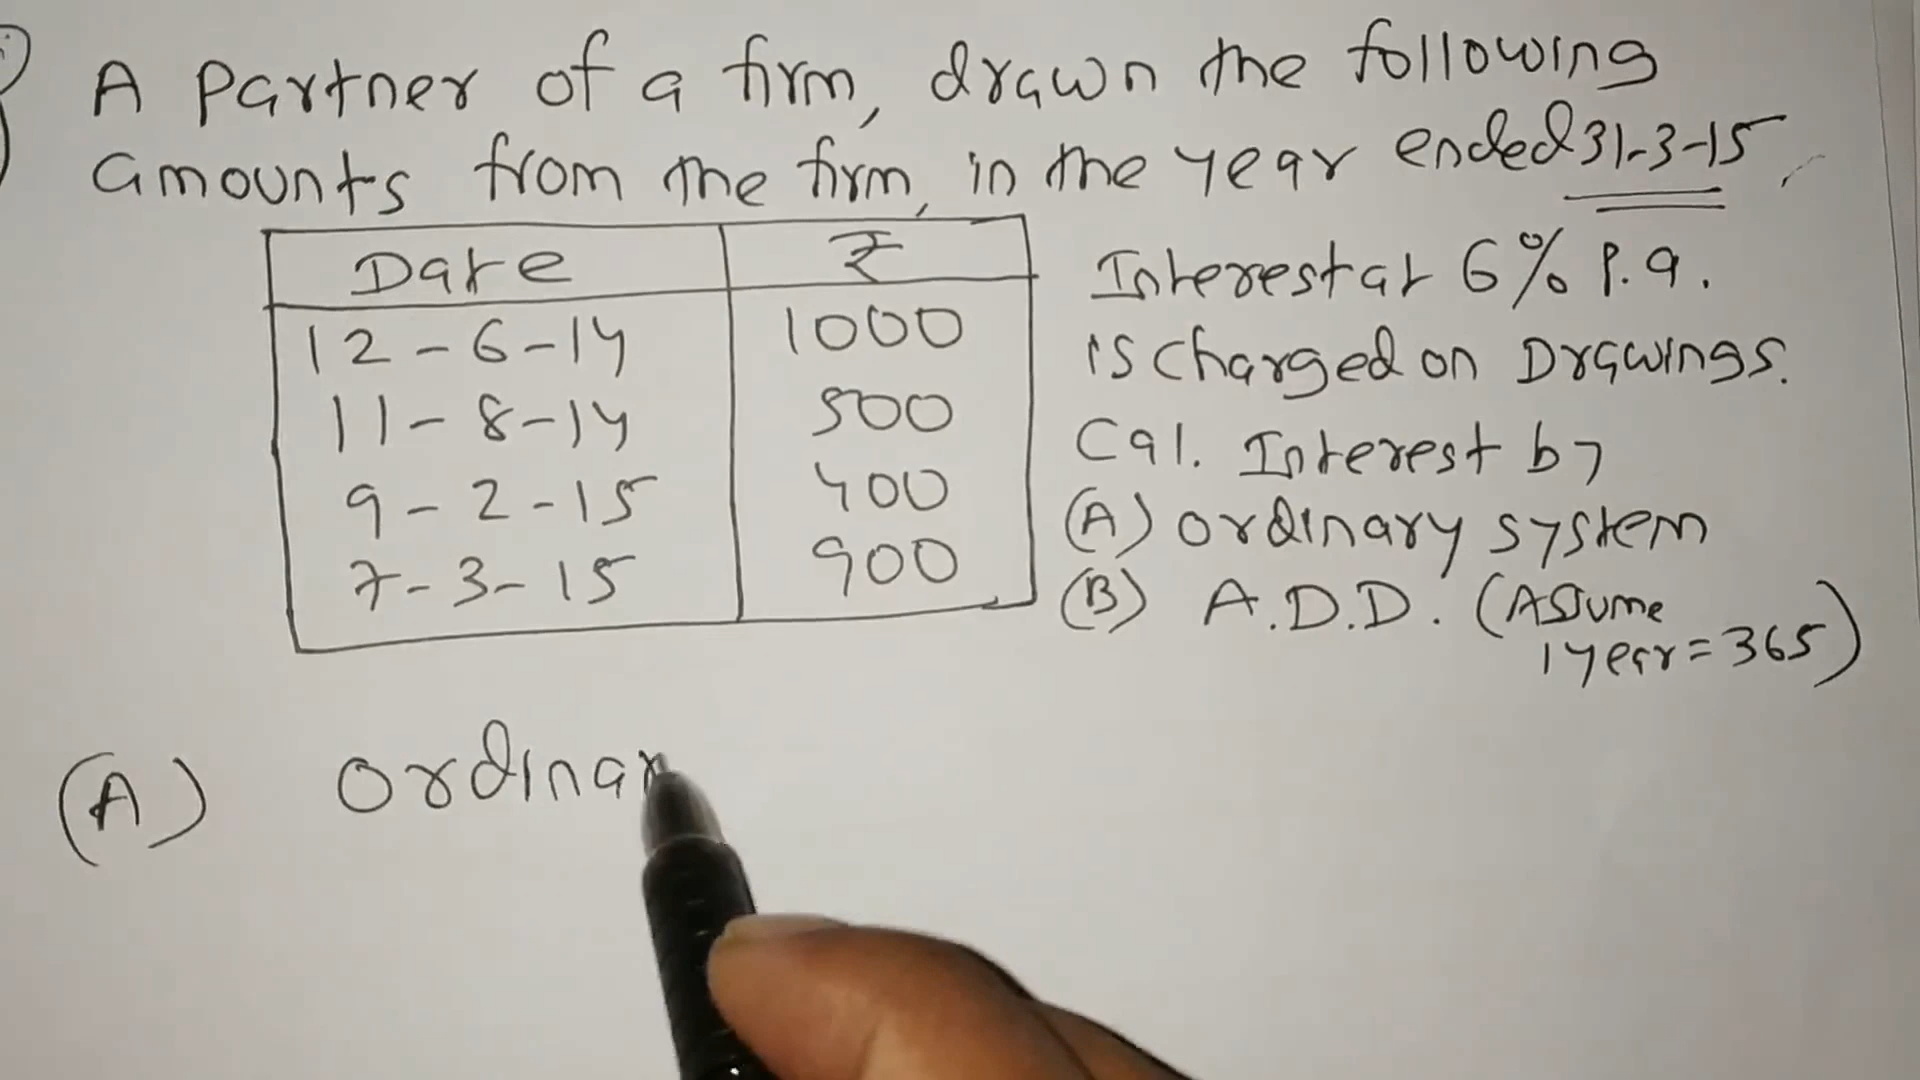 A Partner of a firm, drawn the following
amounts from the firm, in the year ended 31-3-15
Date ₹
12-6-14 1000
11-8-14 500
9-2-15 400
7-3-15 900
Interest at 6% P.a.
is charged on Drawings.
Cal. Interest by
(A) ordinary system
(B) A.D.D. (Assume
1 year = 365)
(A) ordinar